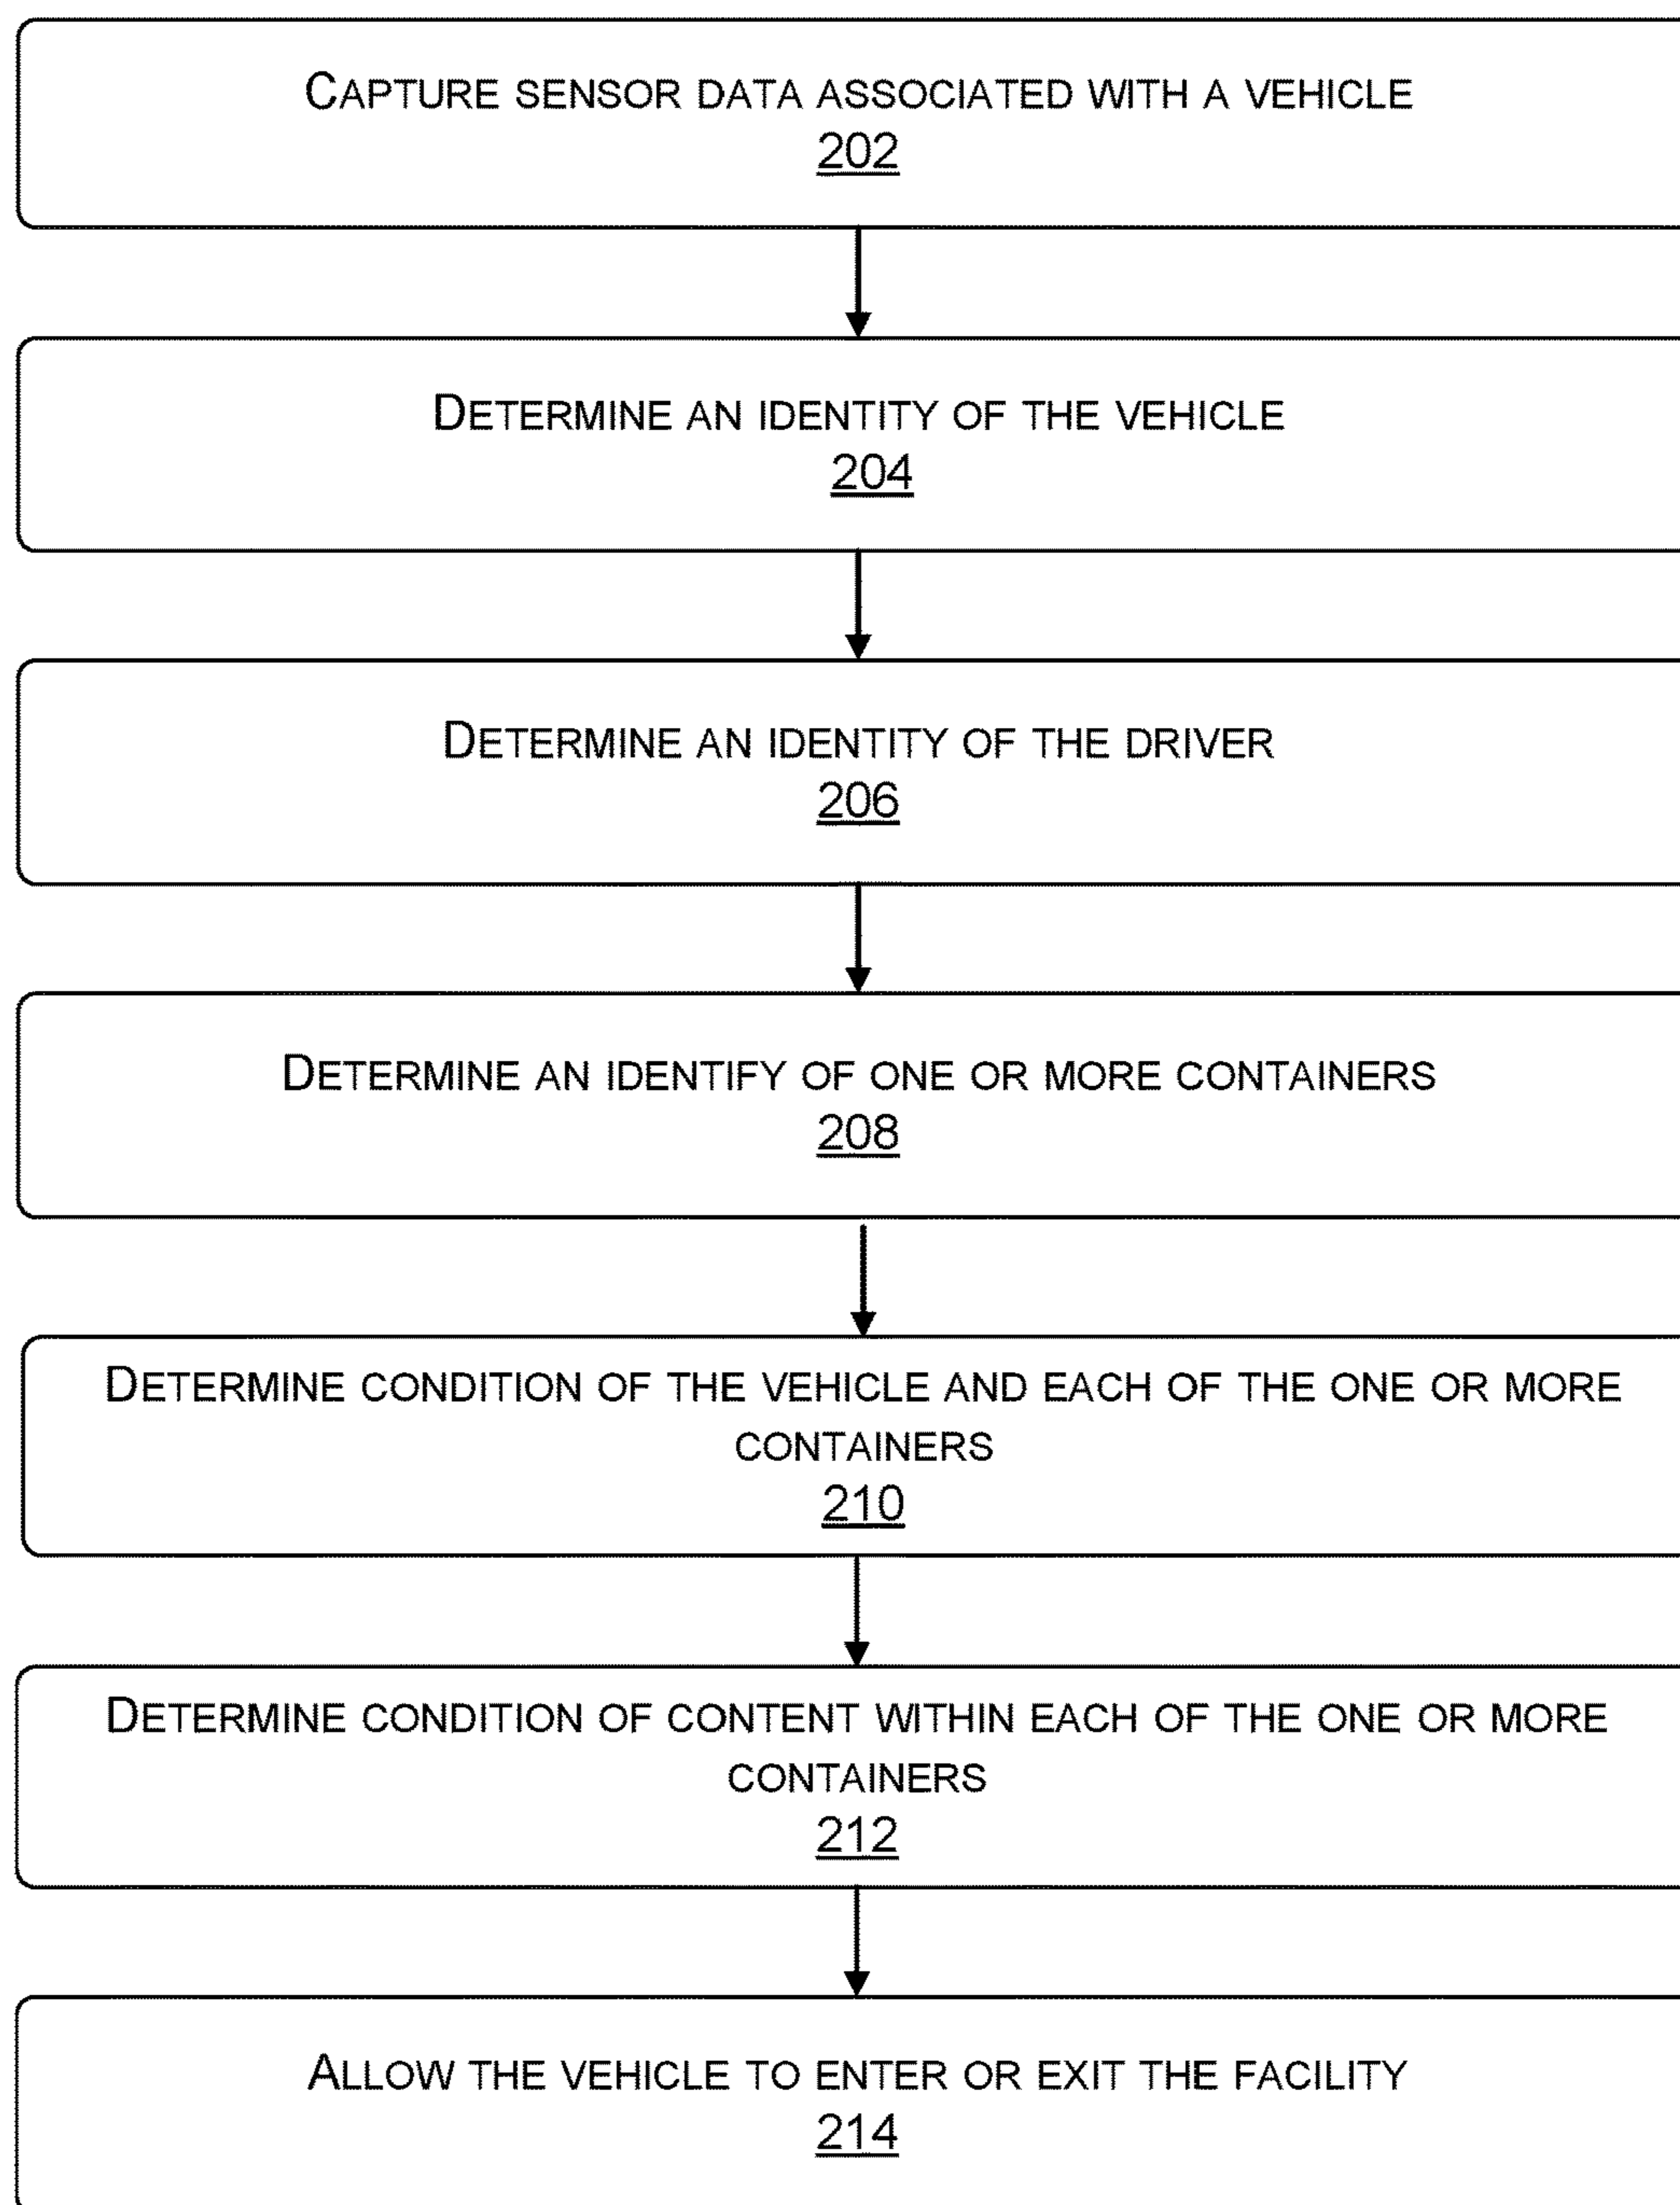 CAPTURE SENSOR DATA ASSOCIATED WITH A VEHICLE
202
DETERMINE AN IDENTITY OF THE VEHICLE
204
DETERMINE AN IDENTITY OF THE DRIVER
206
DETERMINE AN IDENTIFY OF ONE OR MORE CONTAINERS
208
DETERMINE CONDITION OF THE VEHICLE AND EACH OF THE ONE OR MORE
CONTAINERS
210
DETERMINE CONDITION OF CONTENT WITHIN EACH OF THE ONE OR MORE
CONTAINERS
212
ALLOW THE VEHICLE TO ENTER OR EXIT THE FACILITY
214